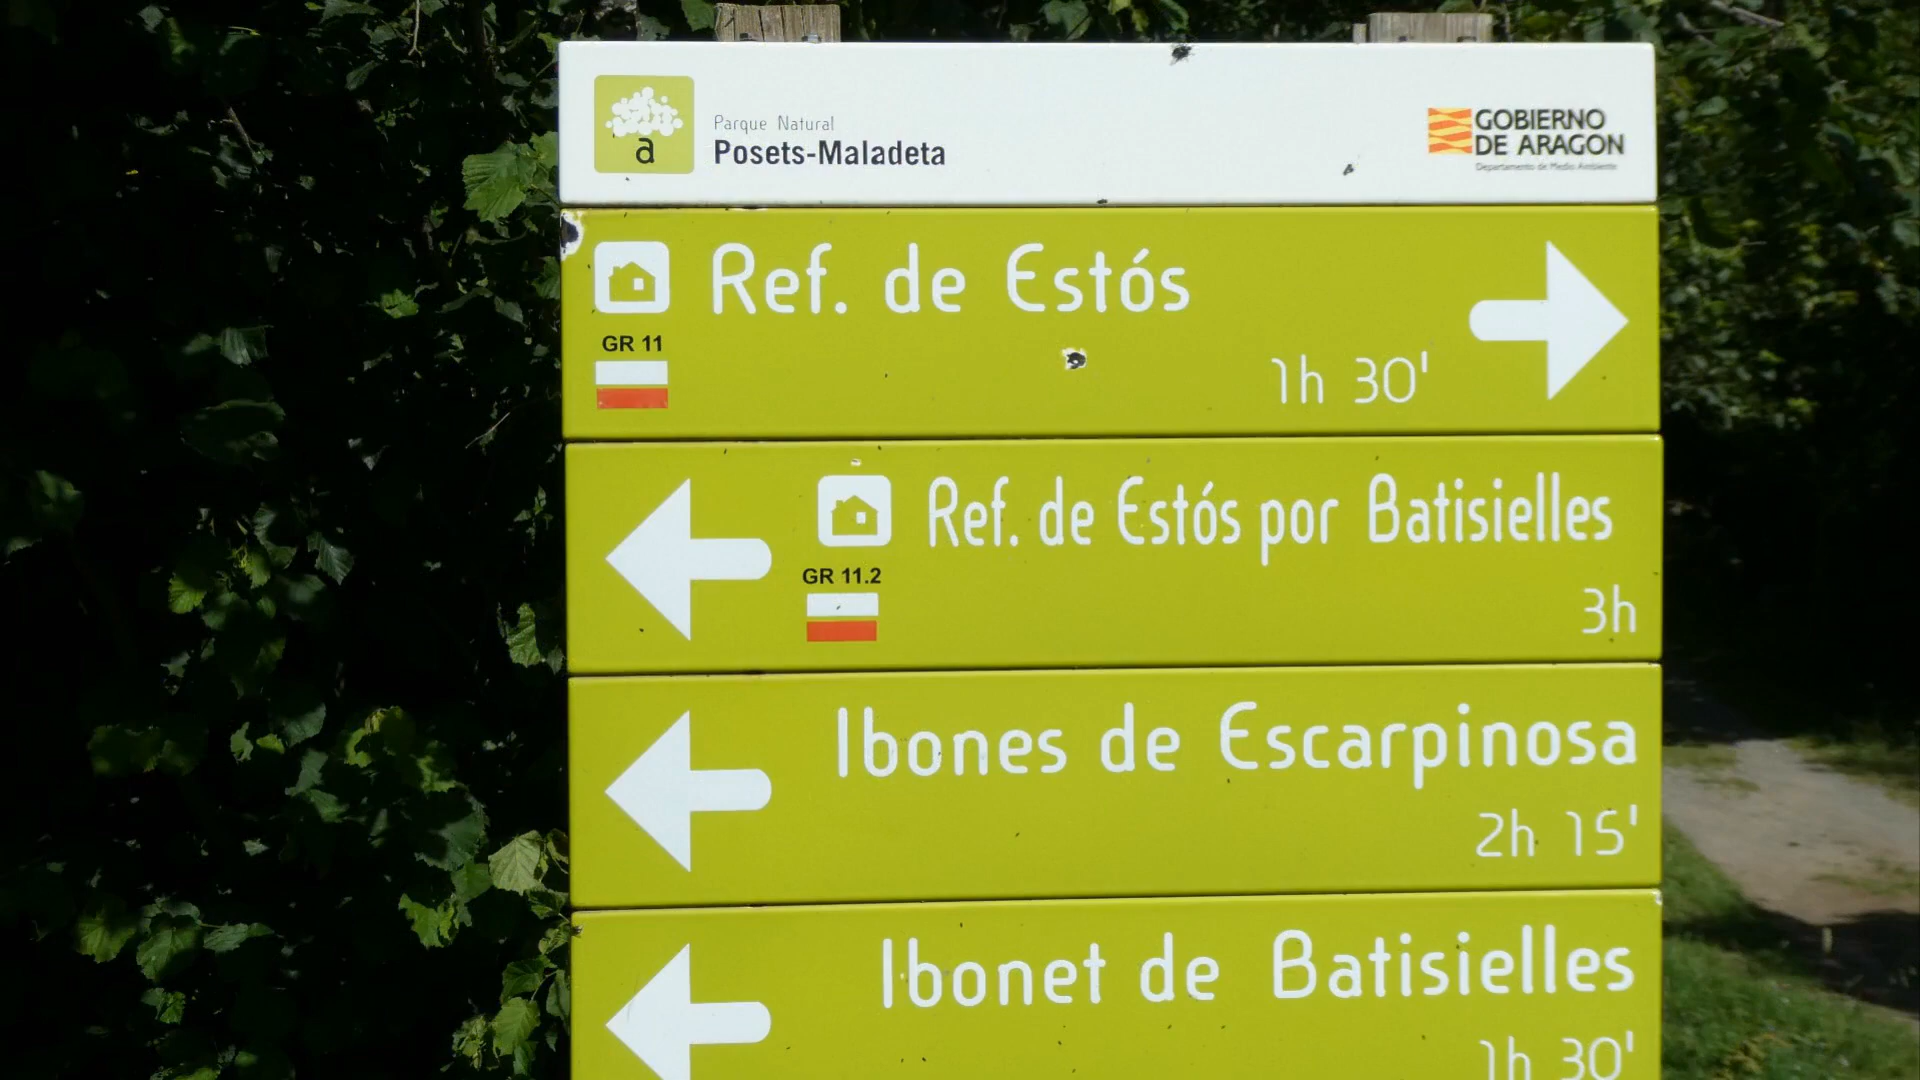 Parque Natural
Posets-Maladeta
a
GOBIERNO
DE ARAGON
Departamento de Medio Ambiente
Ref. de Estós
GR 11
1h 30'
Ref. de Estós por Batisielles
GR 11.2
3h
Ibones de Escarpinosa
2h 15'
Ibonet de Batisielles
1h 30'